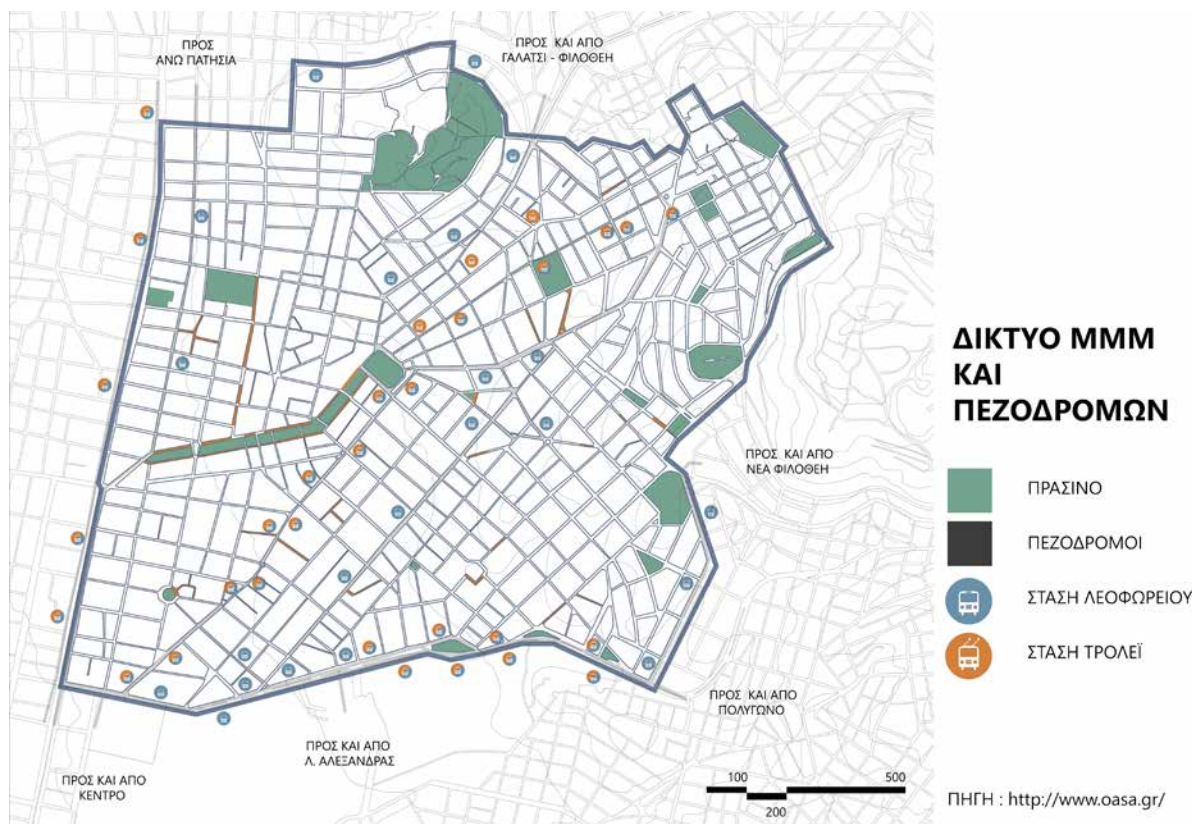 ΠΡΟΣ
ΑΝΩ ΠΑΤΗΣΙΑ
ΠΡΟΣ ΚΑΙ ΑΠΟ
ΓΑΛΑΤΣΙ - ΦΙΛΟΘΕΗ
ΔΙΚΤΥΟ ΜΜΜ
ΚΑΙ
ΠΕΖΟΔΡΟΜΩΝ
ΠΡΟΣ ΚΑΙ ΑΠΟ
ΝΕΑ ΦΙΛΟΘΕΗ
ΠΡΑΣΙΝΟ
ΠΕΖΟΔΡΟΜΟΙ
ΣΤΑΣΗ ΛΕΟΦΩΡΕΙΟΥ
ΣΤΑΣΗ ΤΡΟΛΕΪ
ΠΡΟΣ ΚΑΙ ΑΠΟ
ΠΟΛΥΓΩΝΟ
ΠΡΟΣ ΚΑΙ ΑΠΟ
Λ. ΑΛΕΞΑΝΔΡΑΣ
ΠΡΟΣ ΚΑΙ ΑΠΟ
ΚΕΝΤΡΟ
100 500
200
ΠΗΓΗ : http://www.oasa.gr/